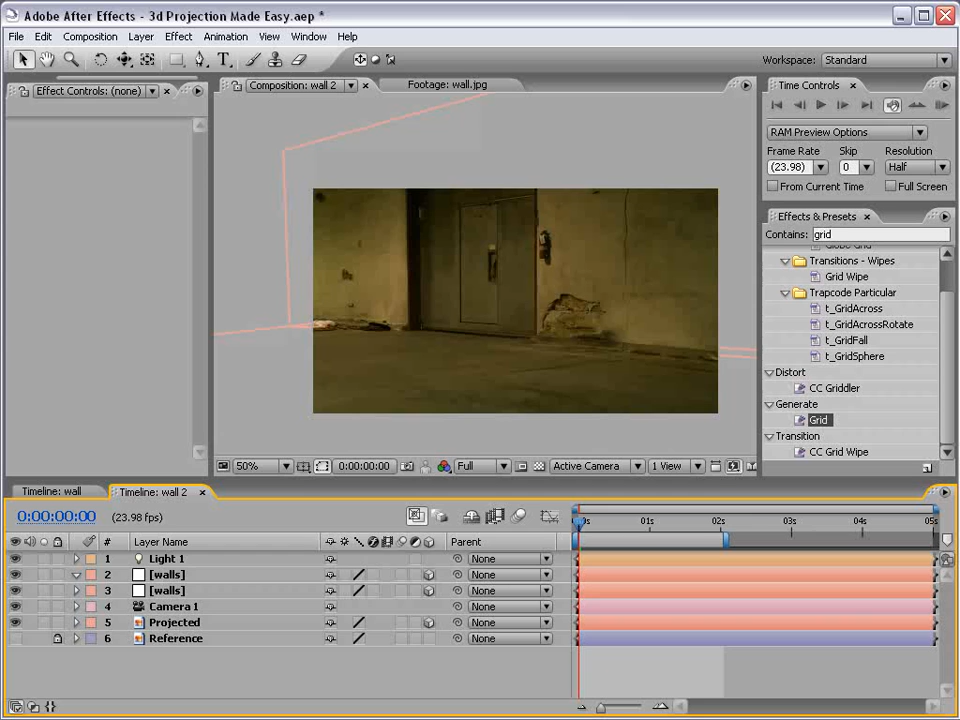 Adobe After Effects - 3d Projection Made Easy.aep *
File Edit Composition Layer Effect Animation View Window Help
Workspace: Standard
Effect Controls: (none)
Composition: wall 2
Footage: wall.jpg
Time Controls
RAM Preview Options
Frame Rate Skip Resolution
(23.98) 0 Half
From Current Time Full Screen
Effects & Presets
Contains: grid
Transitions - Wipes
Grid Wipe
Trapcode Particular
t_GridAcross
t_GridAcrossRotate
t_GridFall
t_GridSphere
Distort
CC Griddler
Generate
Grid
Transition
CC Grid Wipe
50% 0:00:00:00 Full Active Camera 1 View
Timeline: wall
Timeline: wall 2
0:00:00:00 (23.98 fps)
01s 02s 03s 04s 05s
# Layer Name Parent
1 Light 1 None
2 [walls] None
3 [walls] None
4 Camera 1 None
5 Projected None
6 Reference None